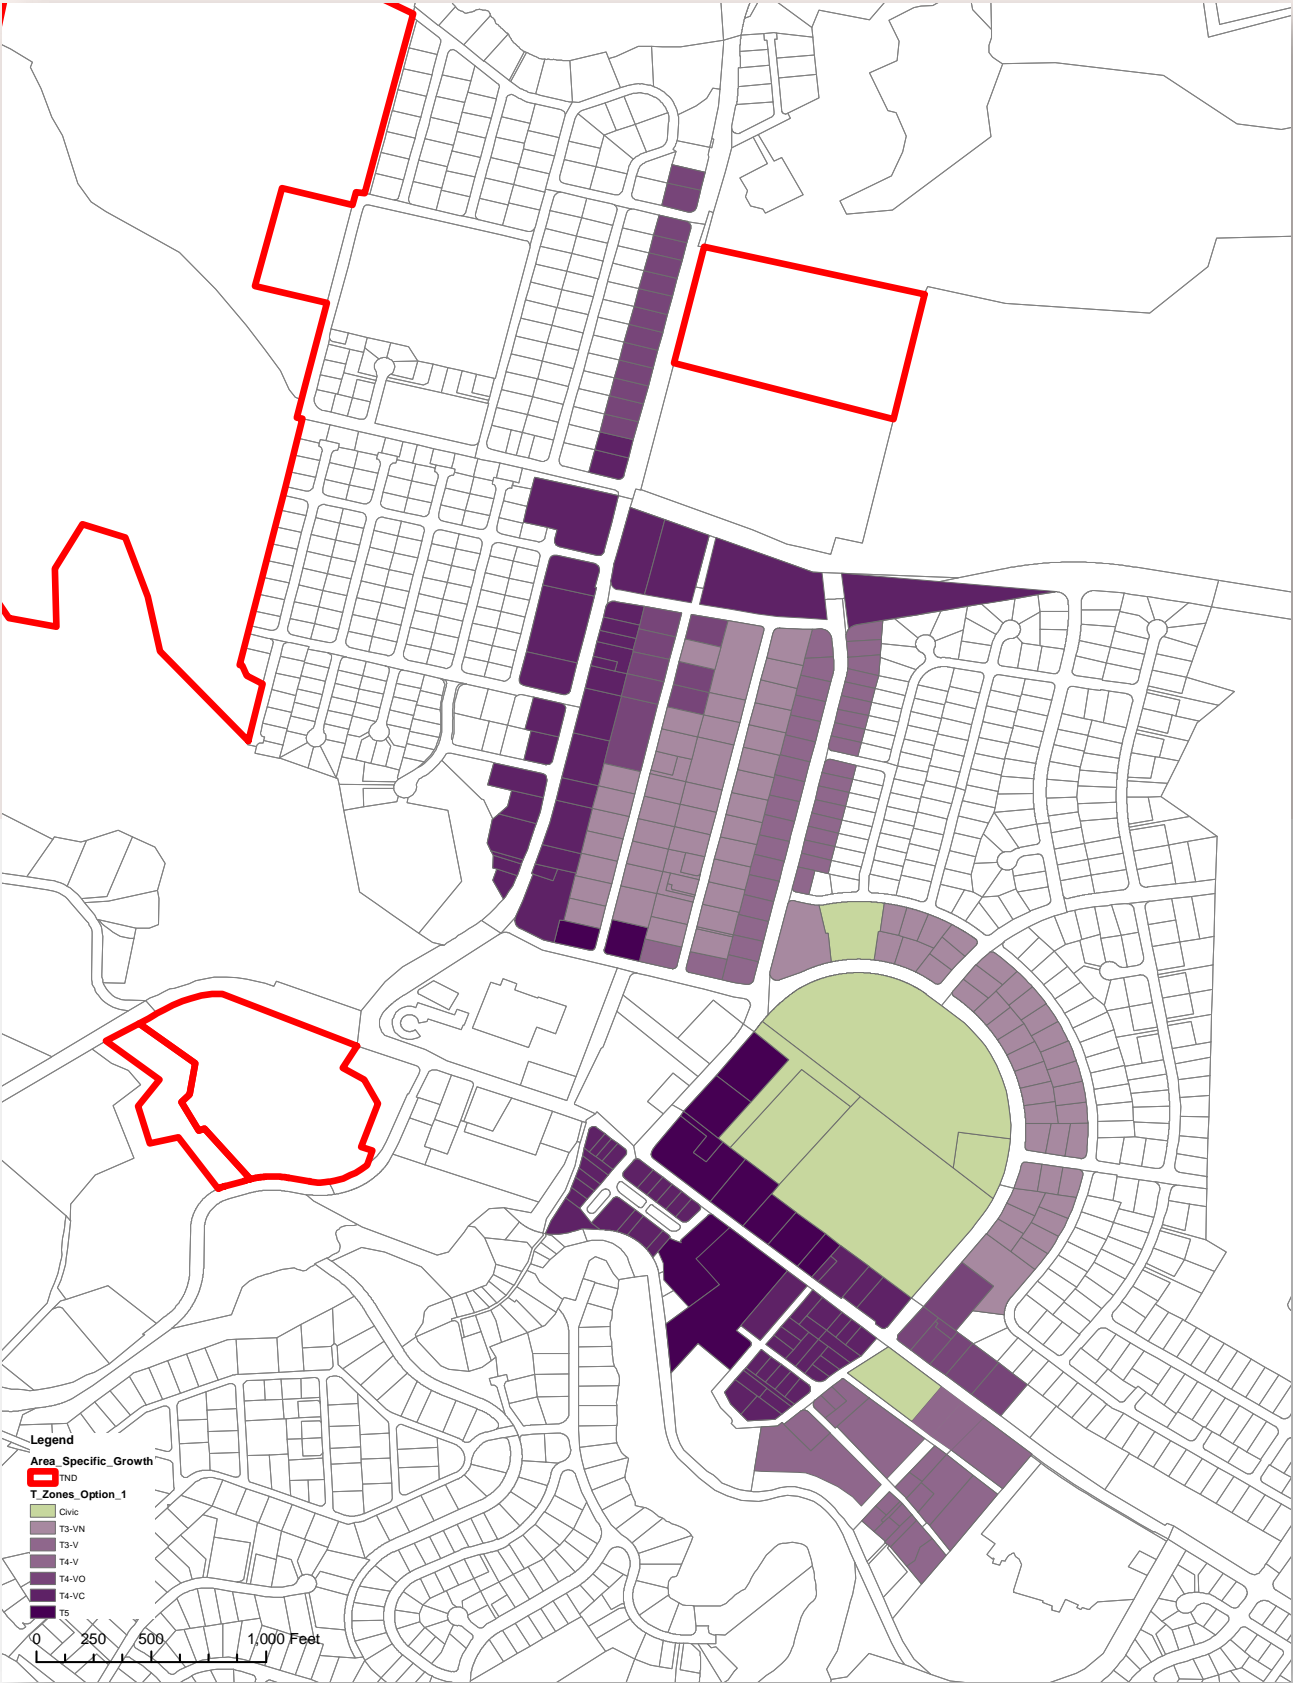 Legend
Area_Specific_Growth
TND
T_Zones_Option_1
Civic
T3-VN
T3-V
T4-V
T4-VO
T4-VC
T5
0 250 500 1,000 Feet